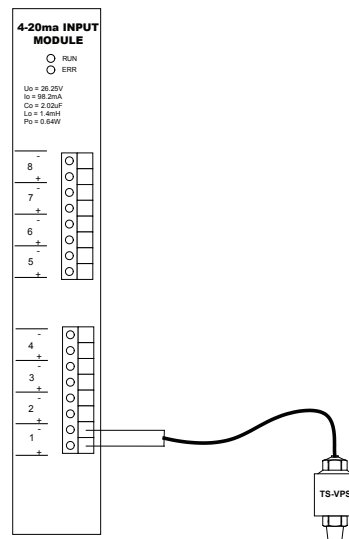 4-20ma INPUT
MODULE
RUN
ERR
Uo = 26.25V
Io = 98.2mA
Co = 2.02uF
Lo = 1.4mH
Po = 0.64W
-
8
+
-
7
+
-
6
+
-
5
+
-
4
+
-
3
+
-
2
+
-
1
+
TS-VPS